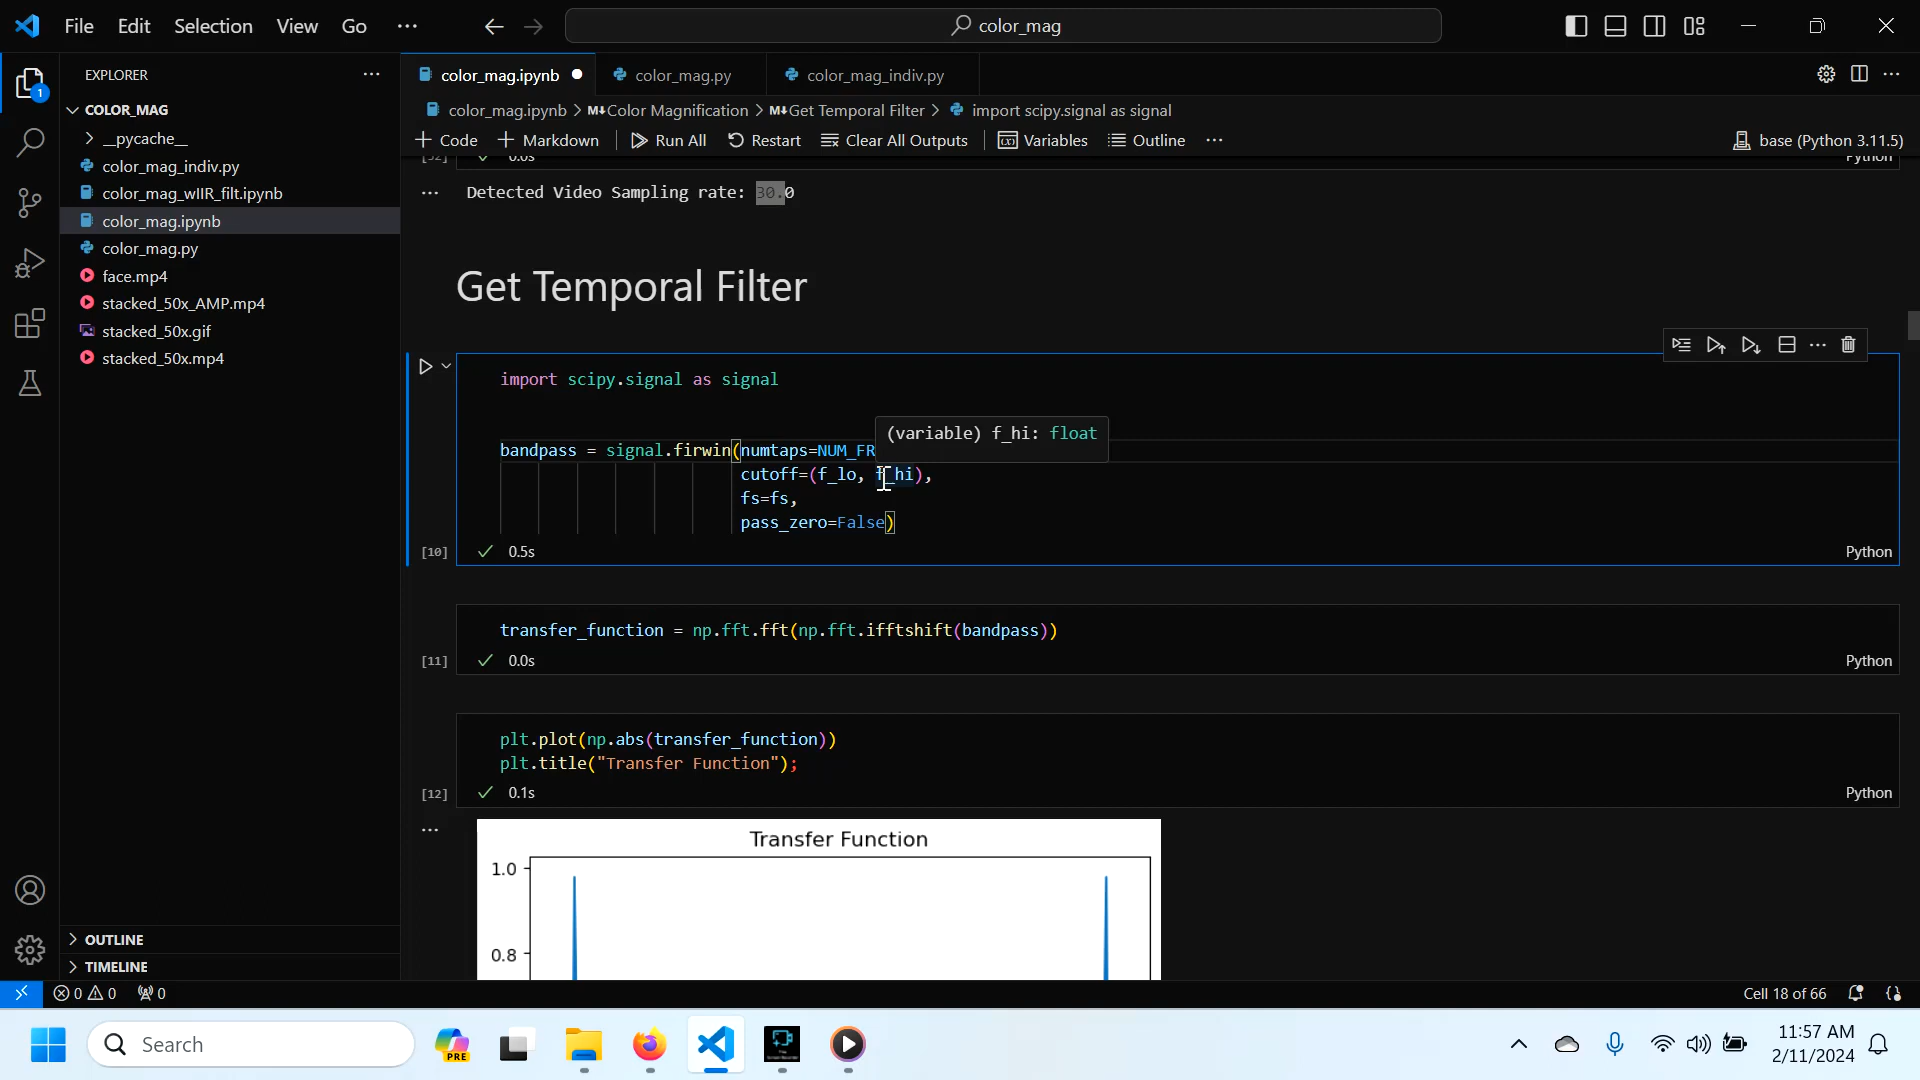 File Edit Selection View Go ···
color_mag
EXPLORER
COLOR_MAG
__pycache__
color_mag_indiv.py
color_mag_wIIR_filt.ipynb
color_mag.ipynb
color_mag.py
face.mp4
stacked_50x_AMP.mp4
stacked_50x.gif
stacked_50x.mp4
OUTLINE
TIMELINE
1
color_mag.ipynb
color_mag.py
color_mag_indiv.py
color_mag.ipynb > M↓Color Magnification > M↓Get Temporal Filter > import scipy.signal as signal
+ Code + Markdown Run All Restart Clear All Outputs Variables Outline ···
base (Python 3.11.5)
[32] 0.0s Python
Detected Video Sampling rate: 30.0
Get Temporal Filter
import scipy.signal as signal
(variable) f_hi: float
bandpass = signal.firwin(numtaps=NUM_FR
cutoff=(f_lo, f_hi),
fs=fs,
pass_zero=False)
[10] 0.5s Python
transfer_function = np.fft.fft(np.fft.ifftshift(bandpass))
[11] 0.0s Python
plt.plot(np.abs(transfer_function))
plt.title("Transfer Function");
[12] 0.1s Python
Transfer Function
1.0
0.8
0 0 0
Cell 18 of 66
Search
PRE
11:57 AM
2/11/2024